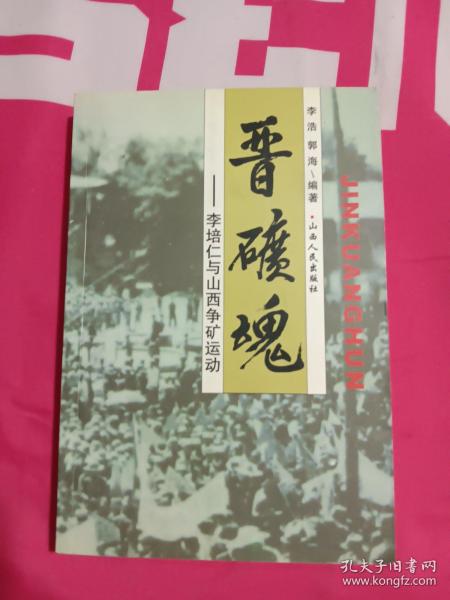 晋礦魂
——李培仁与山西争矿运动
李浩 郭海\编著·山西人民出版社
JINKUANGHUN
孔夫子旧书网
www.kongfz.com